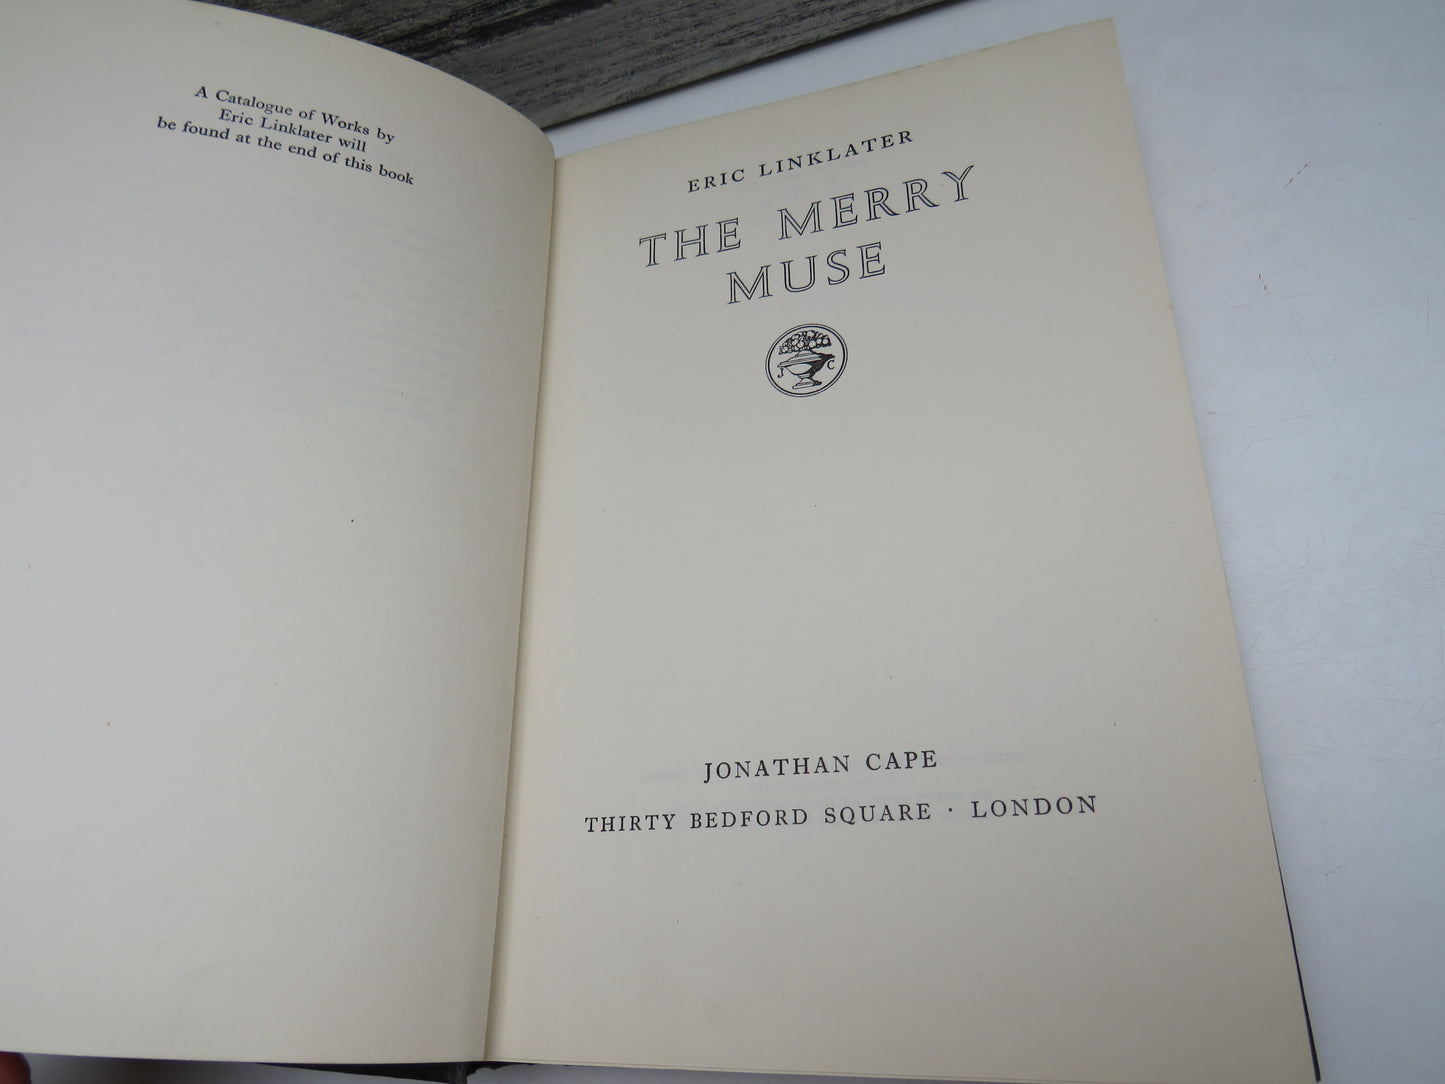 A Catalogue of Works by
Eric Linklater will
be found at the end of this book
ERIC LINKLATER
THE MERRY
MUSE
J C
JONATHAN CAPE
THIRTY BEDFORD SQUARE · LONDON